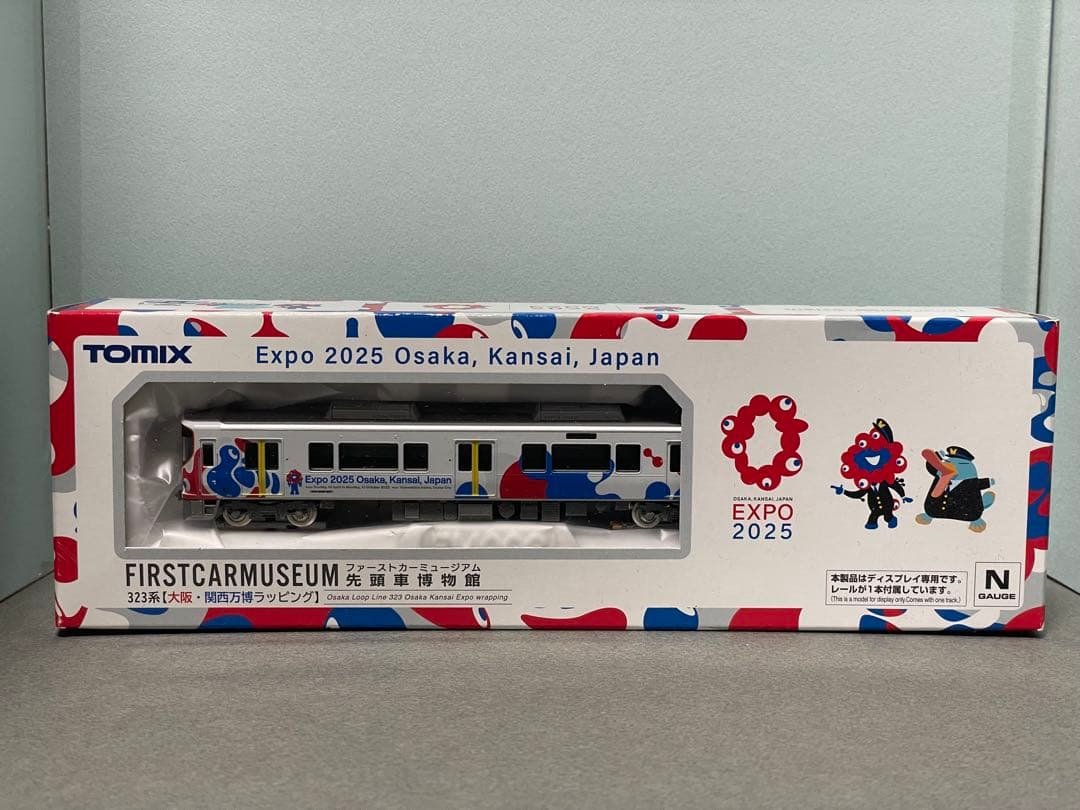 TOMIX
Expo 2025 Osaka, Kansai, Japan
Expo 2025 Osaka, Kansai, Japan
OSAKA, KANSAI, JAPAN
EXPO
2025
FIRSTCARMUSEUM
ファーストカーミュージアム
先頭車博物館
323系【大阪・関西万博ラッピング】
Osaka Loop Line 323 Osaka Kansai Expo wrapping
本製品はディスプレイ専用です。
レールが1本付属しています。
(This is a model for display only.Comes with one track.)
N
GAUGE